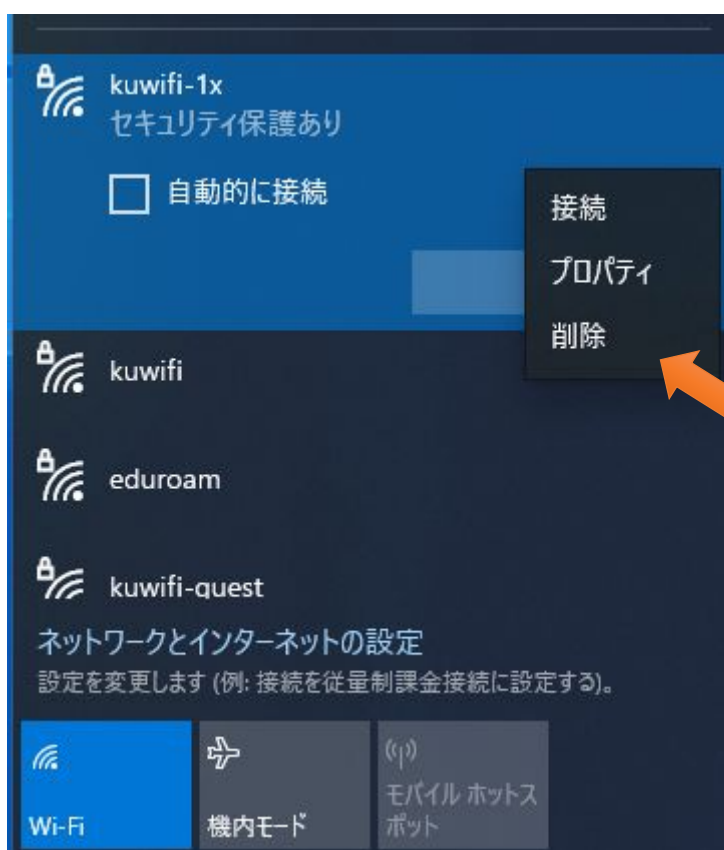 kuwifi-1x
セキュリティ保護あり
自動的に接続
接続
プロパティ
削除
kuwifi
eduroam
kuwifi-guest
ネットワークとインターネットの設定
設定を変更します (例: 接続を従量制課金接続に設定する)。
Wi-Fi
機内モード
モバイル ホットス
ポット